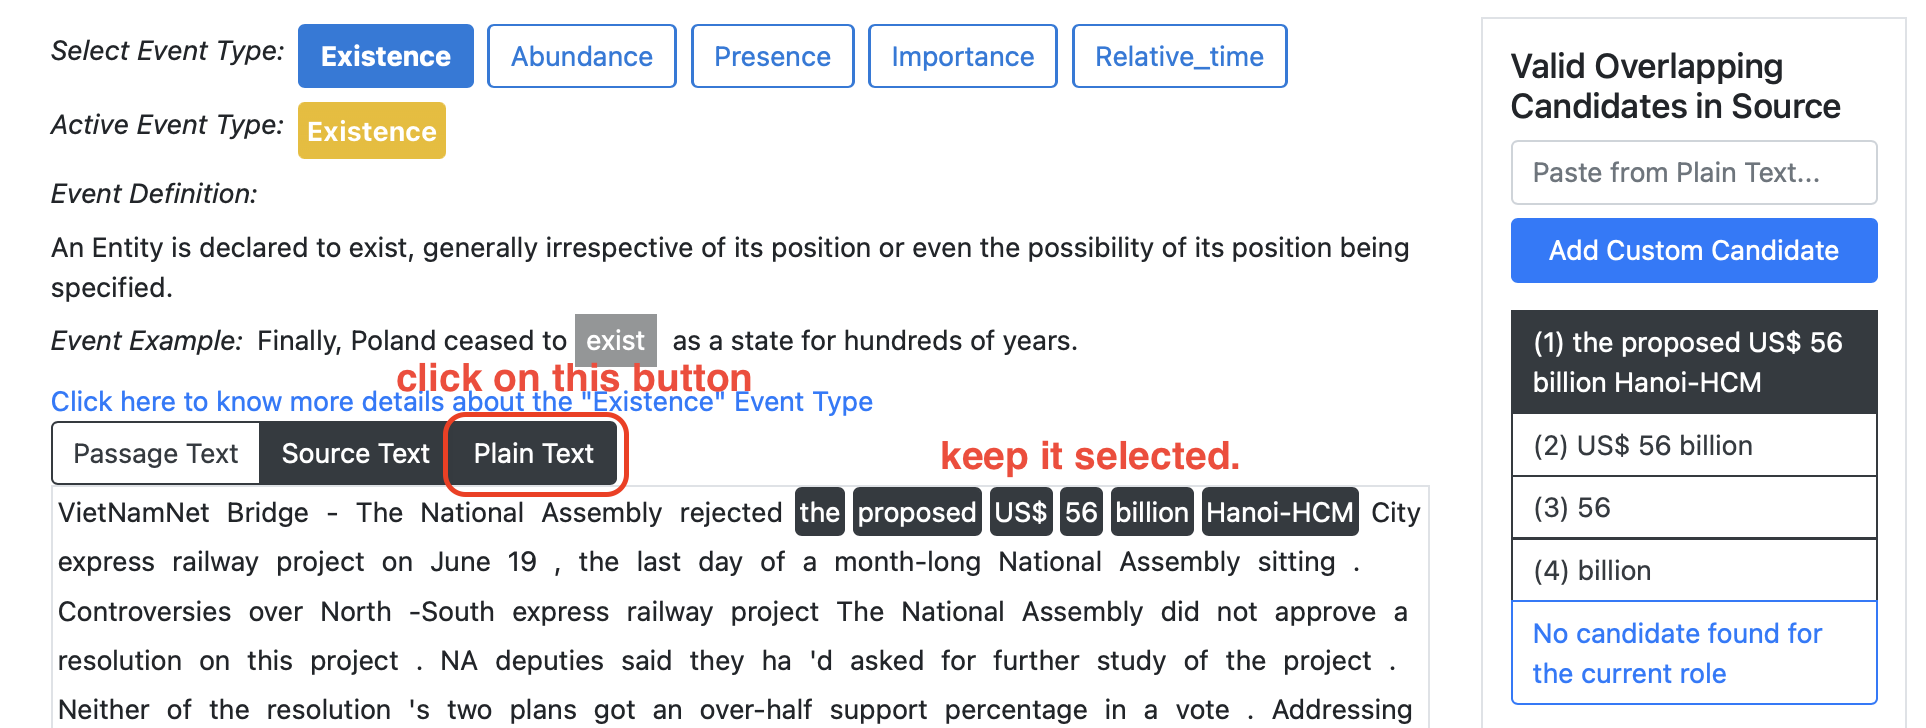 Select Event Type: Existence Abundance Presence Importance Relative_time
Active Event Type: Existence
Event Definition:
An Entity is declared to exist, generally irrespective of its position or even the possibility of its position being
specified.
Event Example: Finally, Poland ceased to exist as a state for hundreds of years.
click on this button
Click here to know more details about the "Existence" Event Type
Passage Text Source Text Plain Text
keep it selected.
VietNamNet Bridge - The National Assembly rejected the proposed US$ 56 billion Hanoi-HCM City
express railway project on June 19 , the last day of a month-long National Assembly sitting .
Controversies over North -South express railway project The National Assembly did not approve a
resolution on this project . NA deputies said they ha 'd asked for further study of the project .
Neither of the resolution 's two plans got an over-half support percentage in a vote . Addressing
Valid Overlapping
Candidates in Source
Paste from Plain Text...
Add Custom Candidate
(1) the proposed US$ 56
billion Hanoi-HCM
(2) US$ 56 billion
(3) 56
(4) billion
No candidate found for
the current role